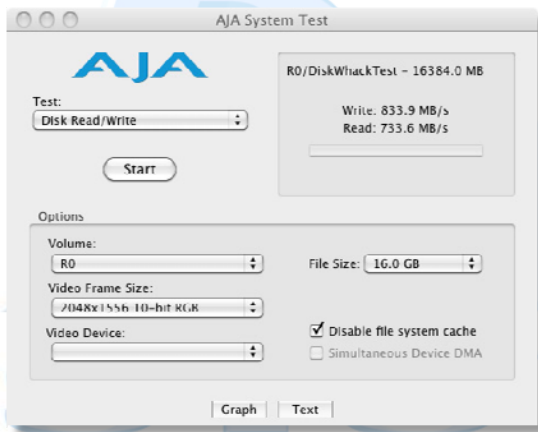 AJA System Test
AJA
Test:
Disk Read/Write
Start
R0/DiskWhackTest - 16384.0 MB
Write: 833.9 MB/s
Read: 733.6 MB/s
Options
Volume:
R0
File Size: 16.0 GB
Video Frame Size:
2048x1556 10-bit RGB
Video Device:
Disable file system cache
Simultaneous Device DMA
Graph Text